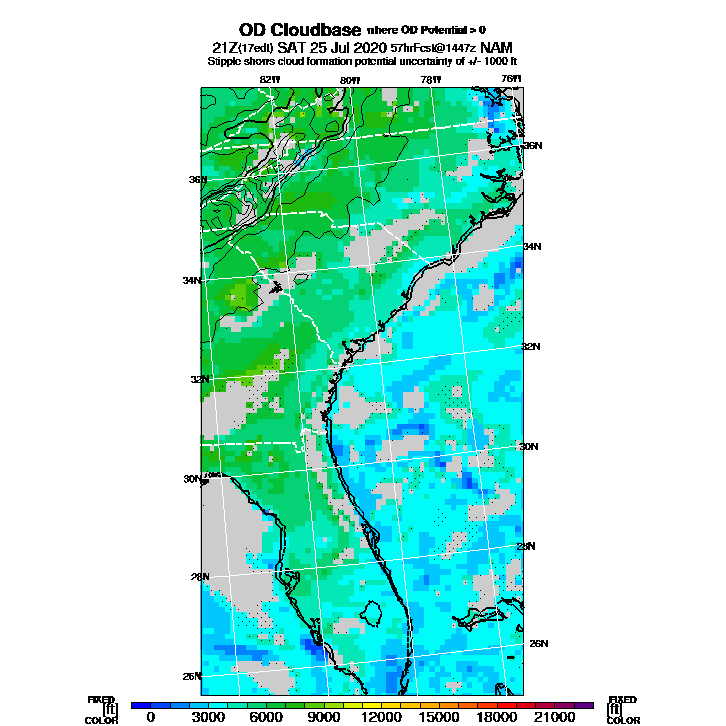 OD Cloudbase where OD Potential > 0
21Z(17edt) SAT 25 Jul 2020 57hrFcst@1447z NAM
Stipple shows cloud formation potential uncertainty of +/- 1000 ft
82W 80W 78W 76W
36N
36N
34N
34N
32N
32N
30N
30N
28N
28N
26N
26N
FIXED FIXED
[ft] 0 3000 6000 9000 12000 15000 18000 21000 [ft]
COLOR COLOR